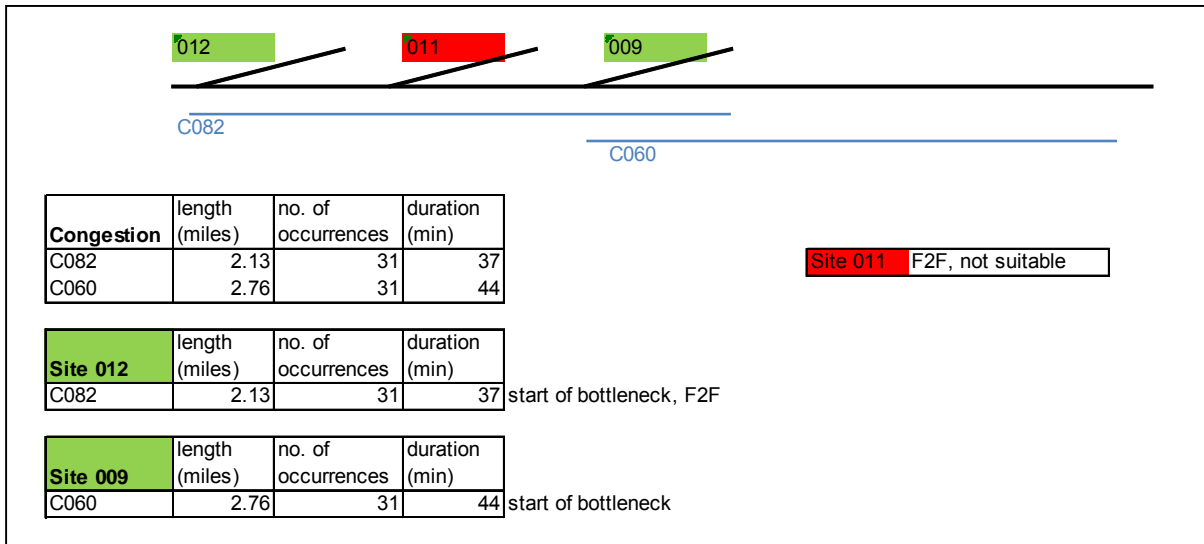 012 011 009
C082
C060
Congestion length (miles) no. of occurrences duration (min)
C082 2.13 31 37
C060 2.76 31 44
Site 011 F2F, not suitable
Site 012 length (miles) no. of occurrences duration (min)
C082 2.13 31 37 start of bottleneck, F2F
Site 009 length (miles) no. of occurrences duration (min)
C060 2.76 31 44 start of bottleneck